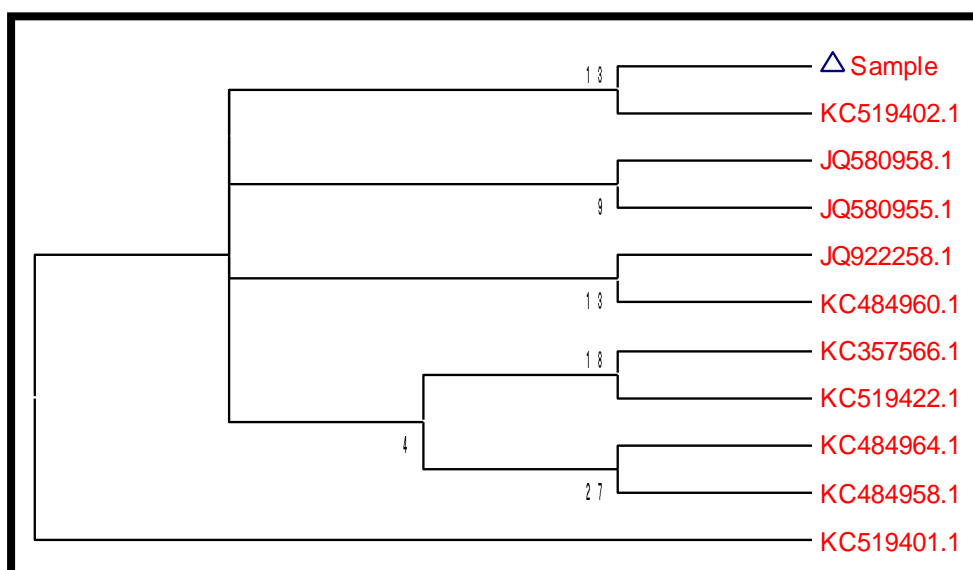 13
Sample
KC519402.1
JQ580958.1
9
JQ580955.1
JQ922258.1
13
KC484960.1
18
KC357566.1
KC519422.1
4
KC484964.1
27
KC484958.1
KC519401.1